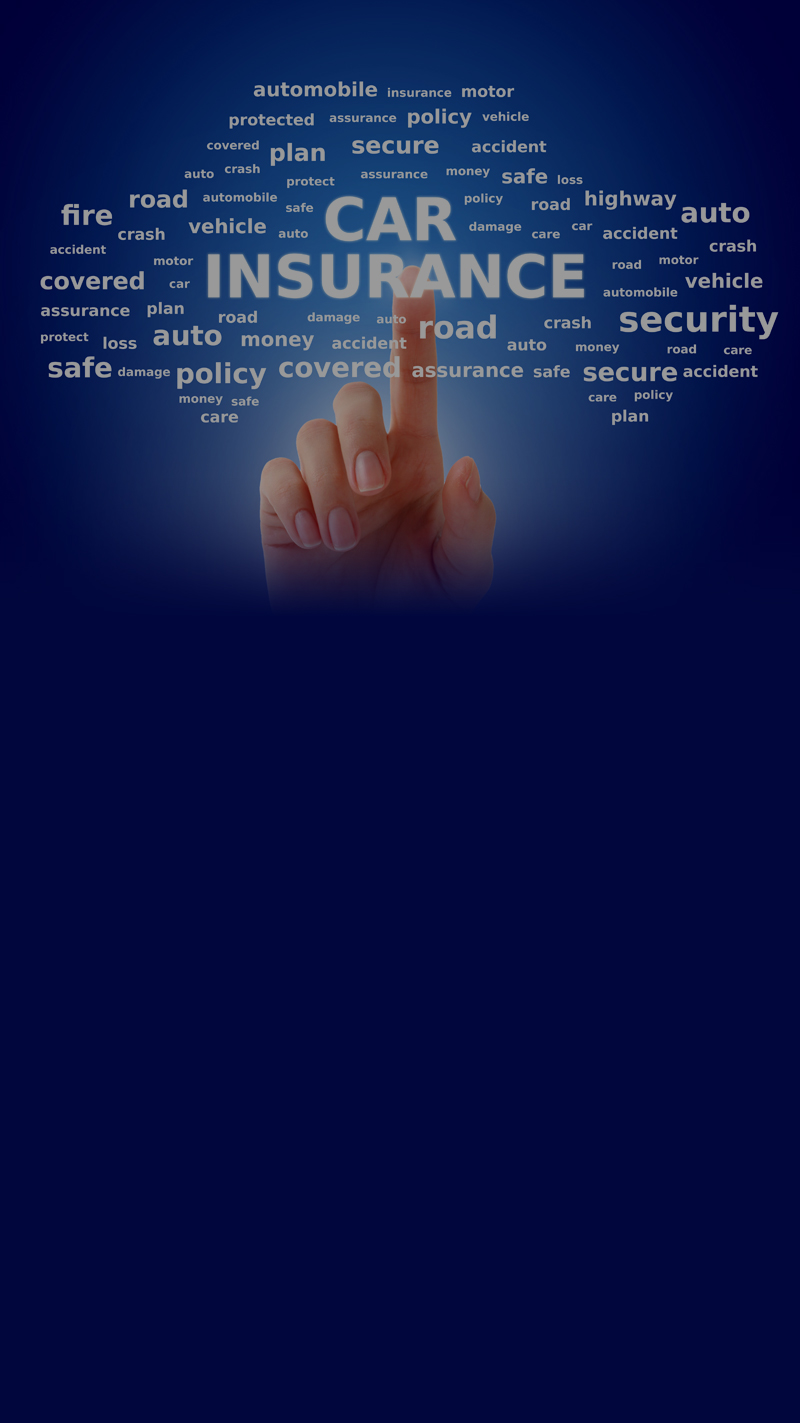 automobile insurance motor
protected assurance policy vehicle
covered plan secure accident
auto crash protect assurance money safe loss
fire road automobile safe CAR policy road highway auto
crash vehicle auto damage care car accident
accident motor INSURANCE road motor crash
covered car automobile vehicle
assurance plan road damage auto road crash security
protect loss auto money accident auto money road care
safe damage policy covered assurance safe secure accident
money safe care policy
care plan